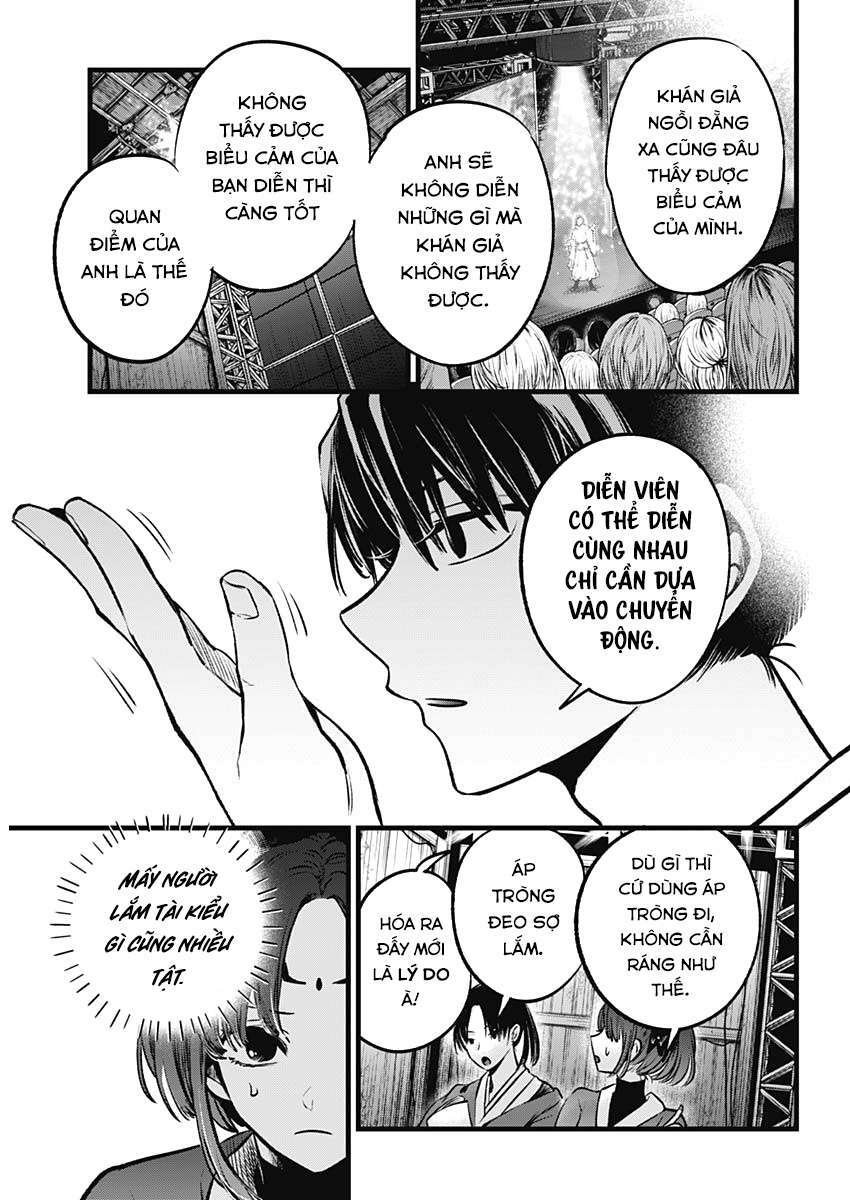 KHÁN GIẢ
NGỒI ĐẰNG
XA CŨNG ĐÂU
THẤY ĐƯỢC
BIỂU CẢM
CỦA MÌNH.
ANH SẼ
KHÔNG DIỄN
NHỮNG GÌ MÀ
KHÁN GIẢ
KHÔNG THẤY
ĐƯỢC.
KHÔNG
THẤY ĐƯỢC
BIỂU CẢM CỦA
BẠN DIỄN THÌ
CÀNG TỐT
QUAN
ĐIỂM CỦA
ANH LÀ THẾ
ĐÓ
DIỄN VIÊN
CÓ THỂ DIỄN
CÙNG NHAU
CHỈ CẦN DỰA
VÀO CHUYỂN
ĐỘNG.
DÙ GÌ THÌ
CỨ DÙNG ÁP
TRÒNG ĐI,
KHÔNG CẦN
RÁNG NHƯ
THẾ.
ÁP
TRÒNG
ĐEO SỢ
LẮM.
HÓA RA
ĐẤY MỚI
LÀ LÝ DO
À!
MẤY NGƯỜI
LẮM TÀI KIỂU
GÌ CŨNG NHIỀU
TẬT.